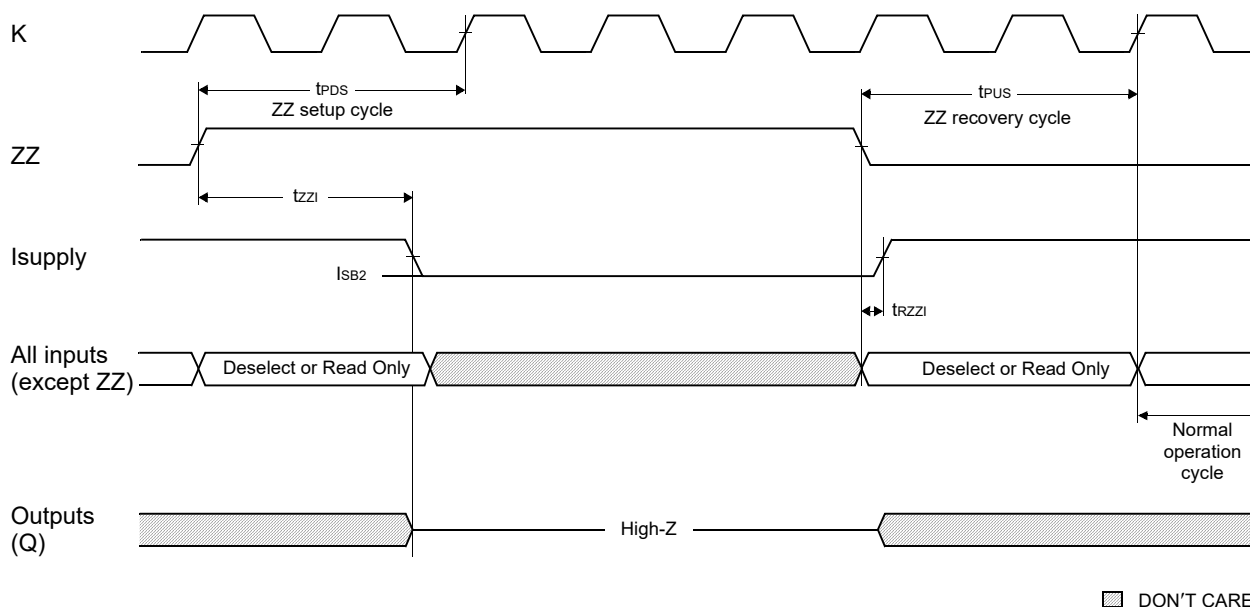 K
tPDS
ZZ setup cycle
tPUS
ZZ recovery cycle
ZZ
tZZI
Isupply
ISB2
tRZZI
All inputs
(except ZZ)
Deselect or Read Only
Deselect or Read Only
Normal
operation
cycle
Outputs
(Q)
High-Z
DON'T CARE